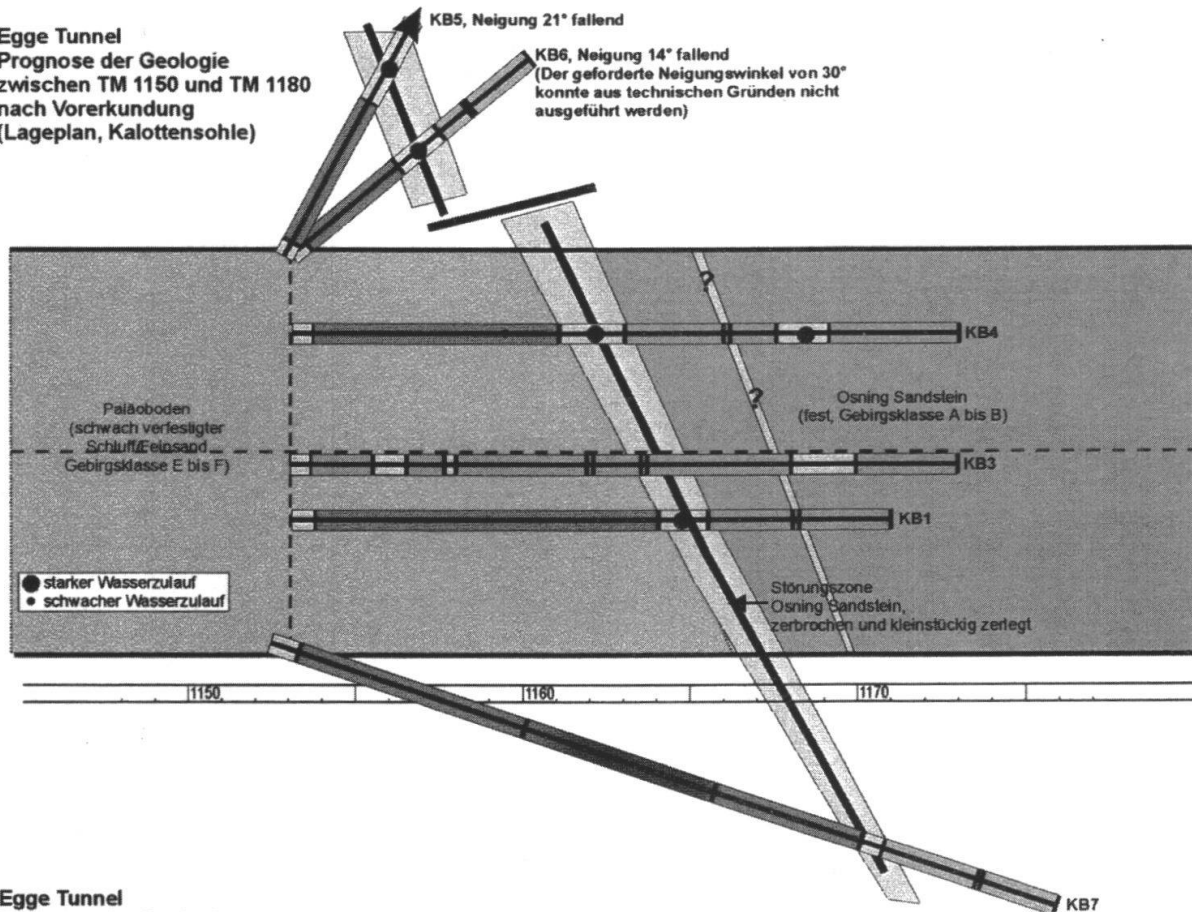 Egge Tunnel
Prognose der Geologie
zwischen TM 1150 und TM 1180
nach Vorerkundung
(Lageplan, Kalottensohle)
KB5, Neigung 21° fallend
KB6, Neigung 14° fallend
(Der geforderte Neigungswinkel von 30°
konnte aus technischen Gründen nicht
ausgeführt werden)
?
KB4
?
Paläoboden
(schwach verfestigter
Schluff/Feinsand
Gebirgsklasse E bis F)
Osning Sandstein
(fest, Gebirgsklasse A bis B)
KB3
KB1
starker Wasserzulauf
schwacher Wasserzulauf
Störungszone
Osning Sandstein,
zerbrochen und kleinstückig zerlegt
1150
1160
1170
KB7
Egge Tunnel